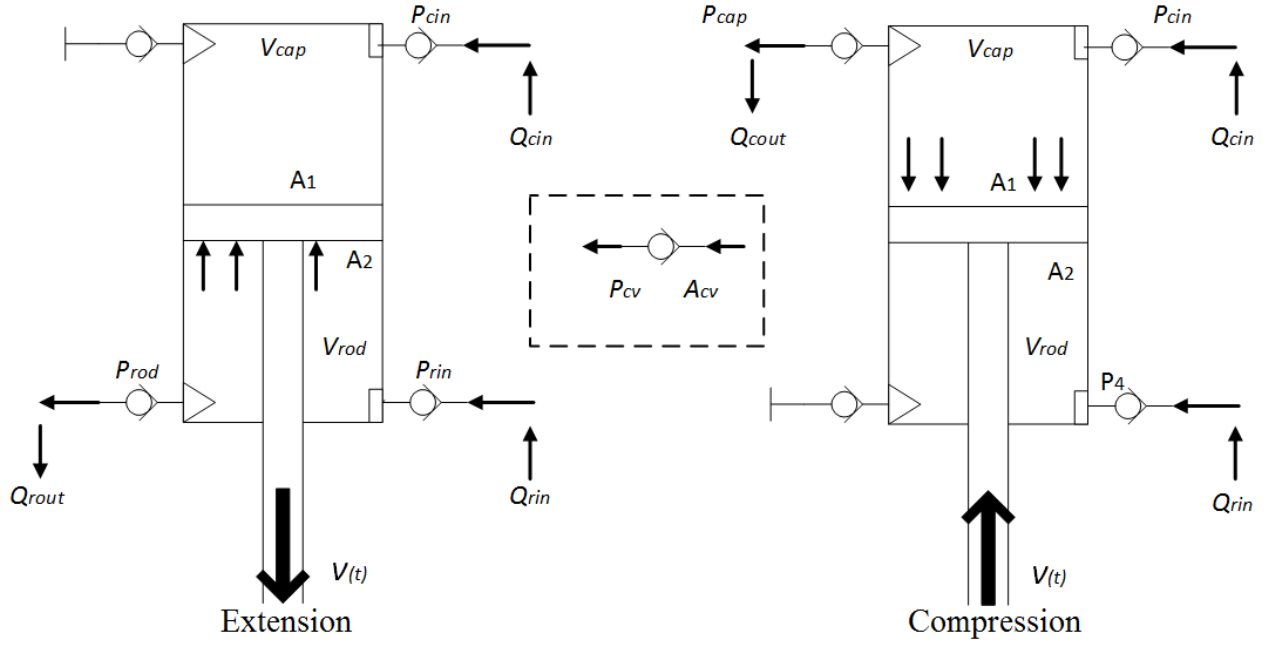 Pcin
Vcap
Qcin
A1
A2
Vrod
Prod
Prin
Qrout
Qrin
V(t)
Extension
Pcv
Acv
Pcap
Pcin
Vcap
Qcout
Qcin
A1
A2
Vrod
P4
Qrin
V(t)
Compression